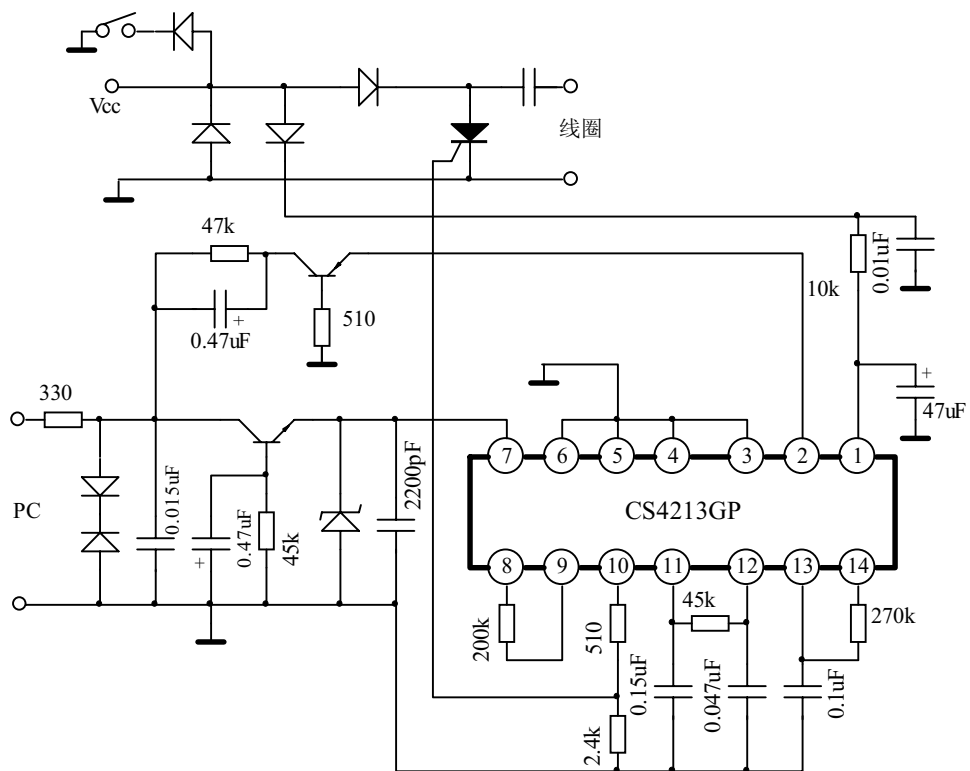 Vcc
线圈
47k
0.47uF
+
510
10k
0.01uF
+
47uF
330
PC
0.015uF
+
0.47uF
45k
2200pF
7
6
5
4
3
2
1
CS4213GP
8
9
10
11
12
13
14
200k
510
45k
270k
0.15uF
0.047uF
0.1uF
2.4k